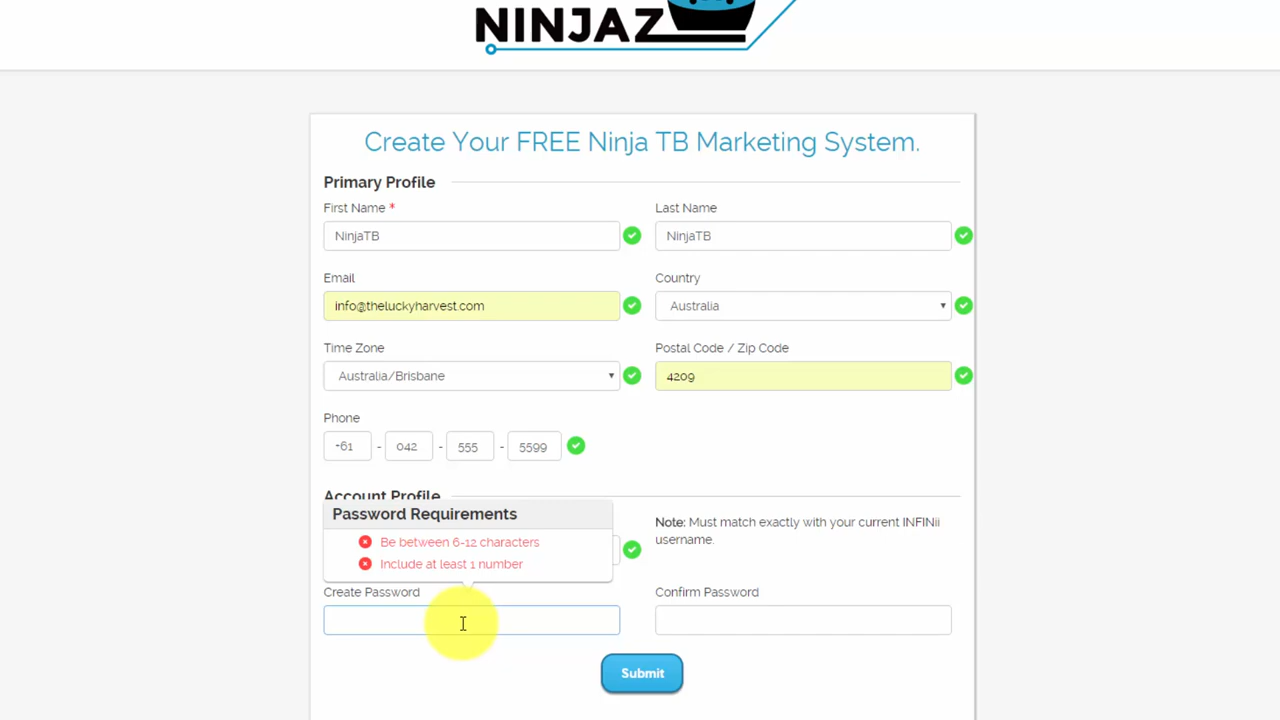 NINJAZ
Create Your FREE Ninja TB Marketing System.
Primary Profile
First Name * Last Name
NinjaTB NinjaTB
Email Country
info@theluckyharvest.com Australia
Time Zone Postal Code / Zip Code
Australia/Brisbane 4209
Phone
+61 - 042 - 555 - 5599
Account Profile
Password Requirements
Be between 6-12 characters
Include at least 1 number
Note: Must match exactly with your current INFINii
username.
Create Password Confirm Password
Submit